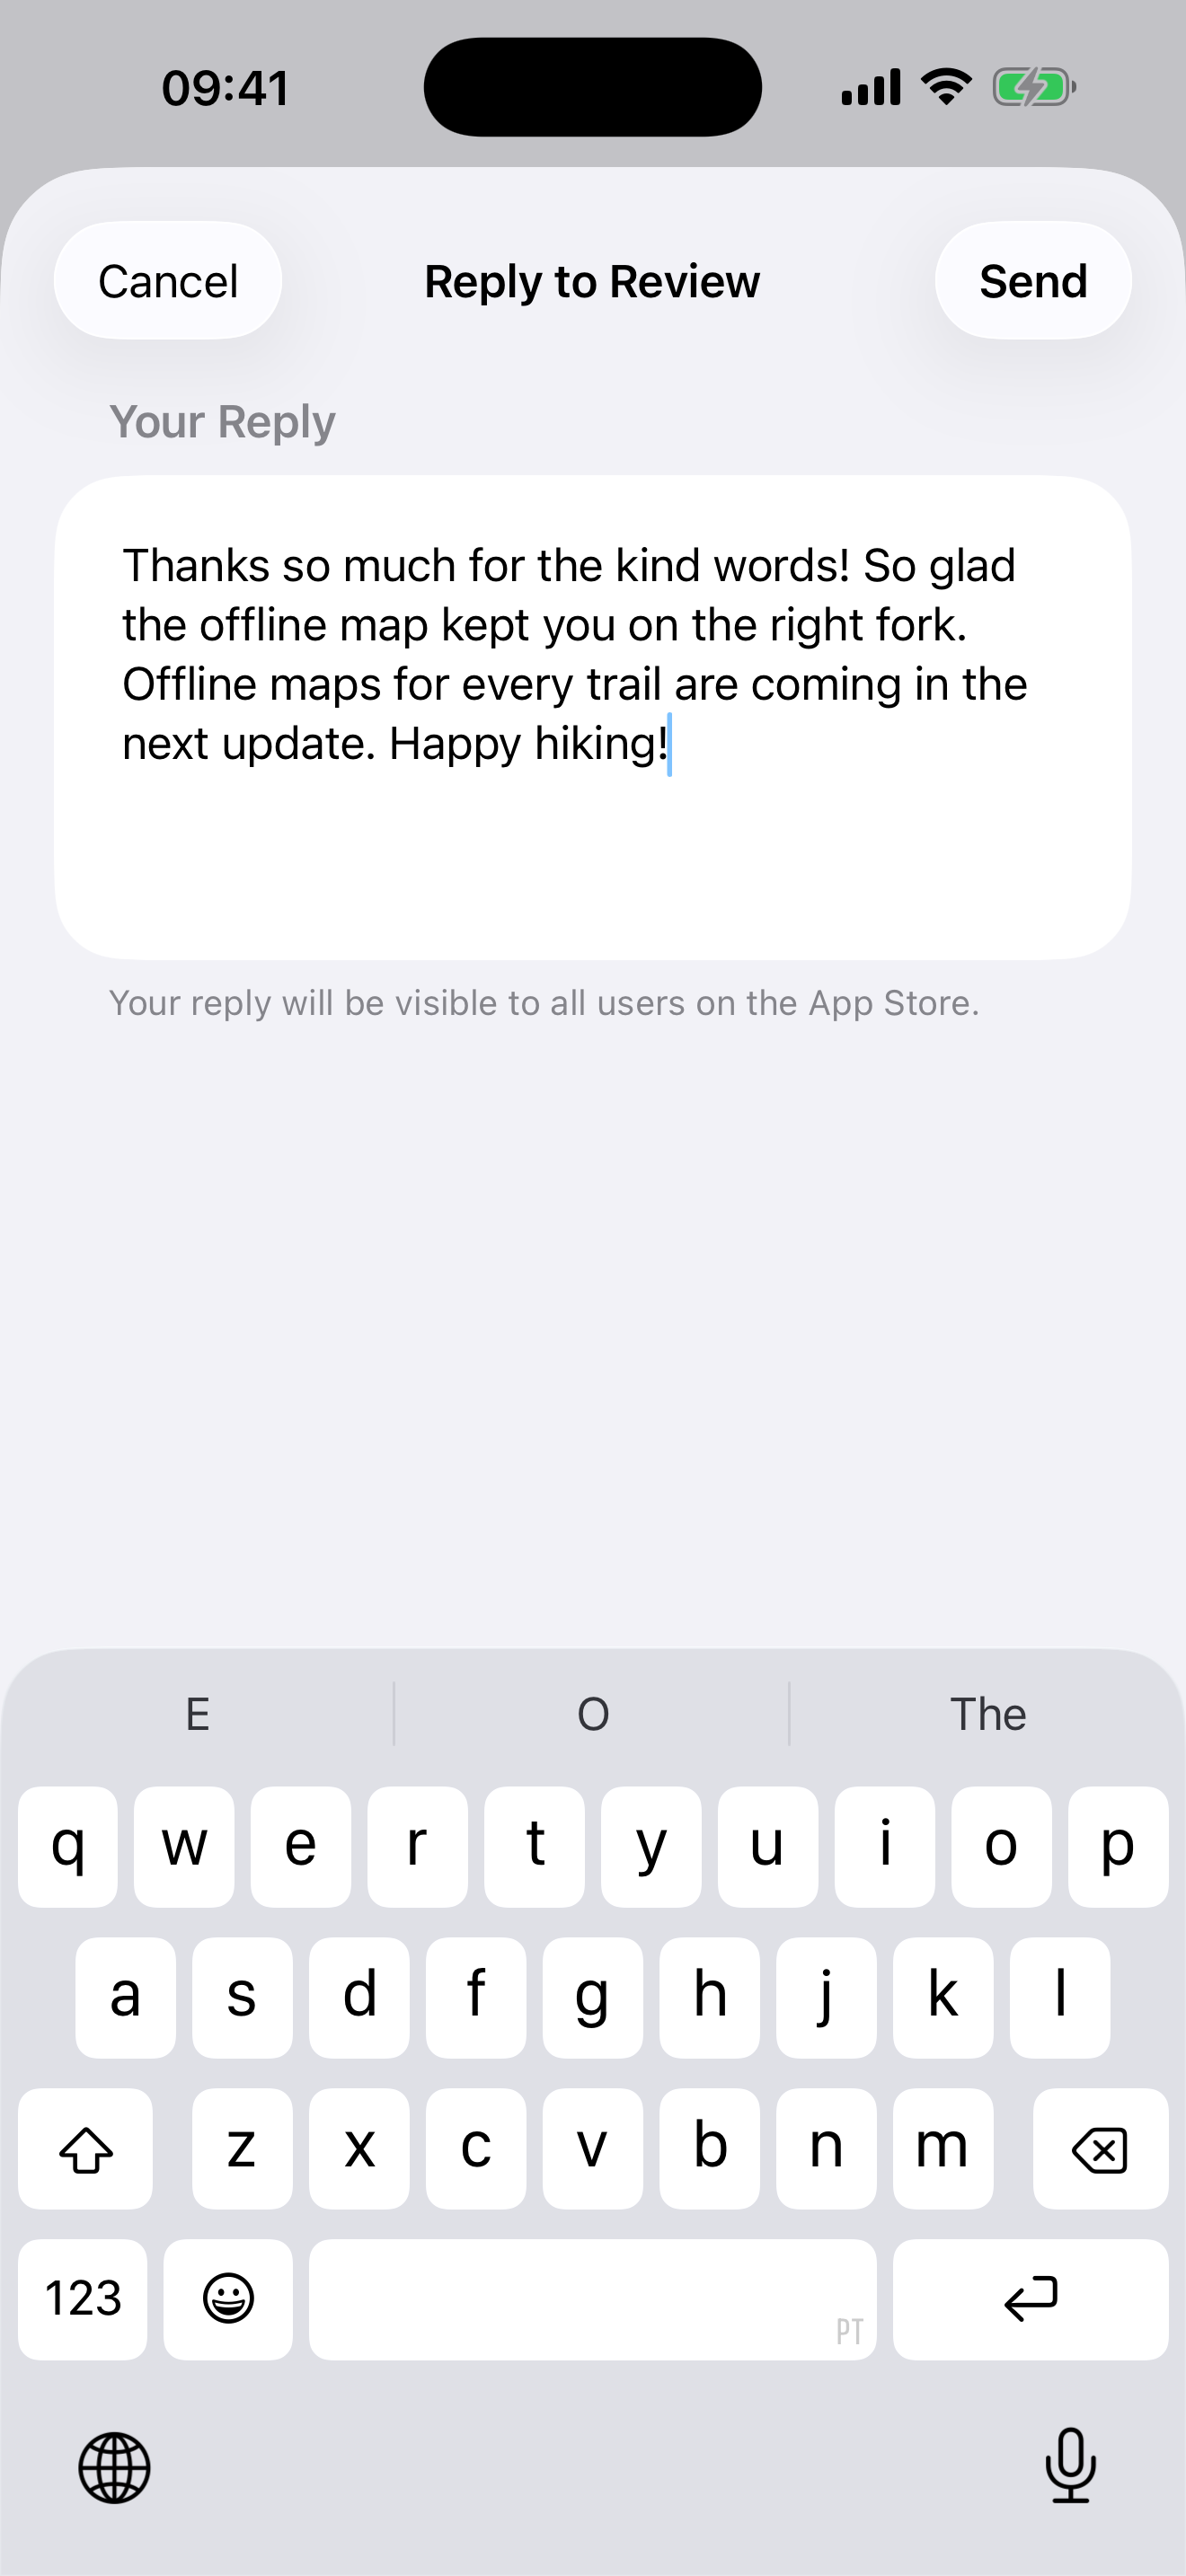 09:41
Cancel
Reply to Review
Send
Your Reply
Thanks so much for the kind words! So glad
the offline map kept you on the right fork.
Offline maps for every trail are coming in the
next update. Happy hiking!
Your reply will be visible to all users on the App Store.
E O The
q w e r t y u i o p
a s d f g h j k l
z x c v b n m
123
PT